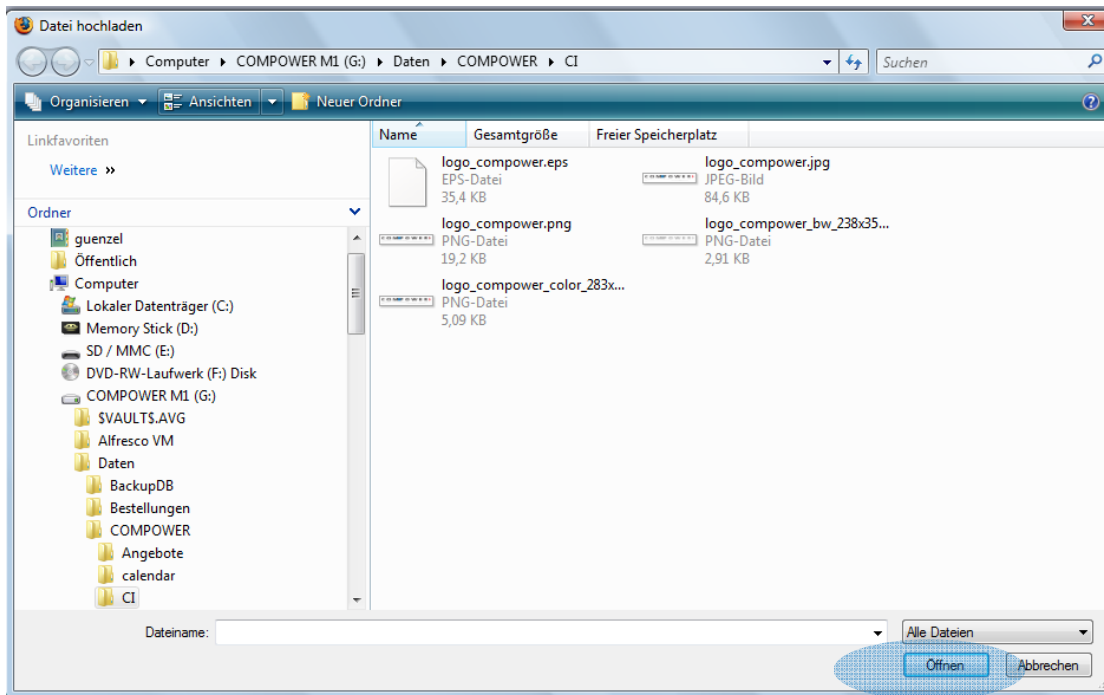 Datei hochladen
Computer COMPOWER M1 (G:) Daten COMPOWER CI
Suchen
Organisieren Ansichten Neuer Ordner
Linkfavoriten
Weitere »
Ordner
guenzel
Öffentlich
Computer
Lokaler Datenträger (C:)
Memory Stick (D:)
SD / MMC (E:)
DVD-RW-Laufwerk (F:) Disk
COMPOWER M1 (G:)
$VAULT$.AVG
Alfresco VM
Daten
BackupDB
Bestellungen
COMPOWER
Angebote
calendar
CI
Name Gesamtgröße Freier Speicherplatz
logo_compower.eps
EPS-Datei
35,4 KB
logo_compower.jpg
JPEG-Bild
84,6 KB
logo_compower.png
PNG-Datei
19,2 KB
logo_compower_bw_238x35...
PNG-Datei
2,91 KB
logo_compower_color_283x...
PNG-Datei
5,09 KB
Dateiname:
Alle Dateien
Öffnen Abbrechen